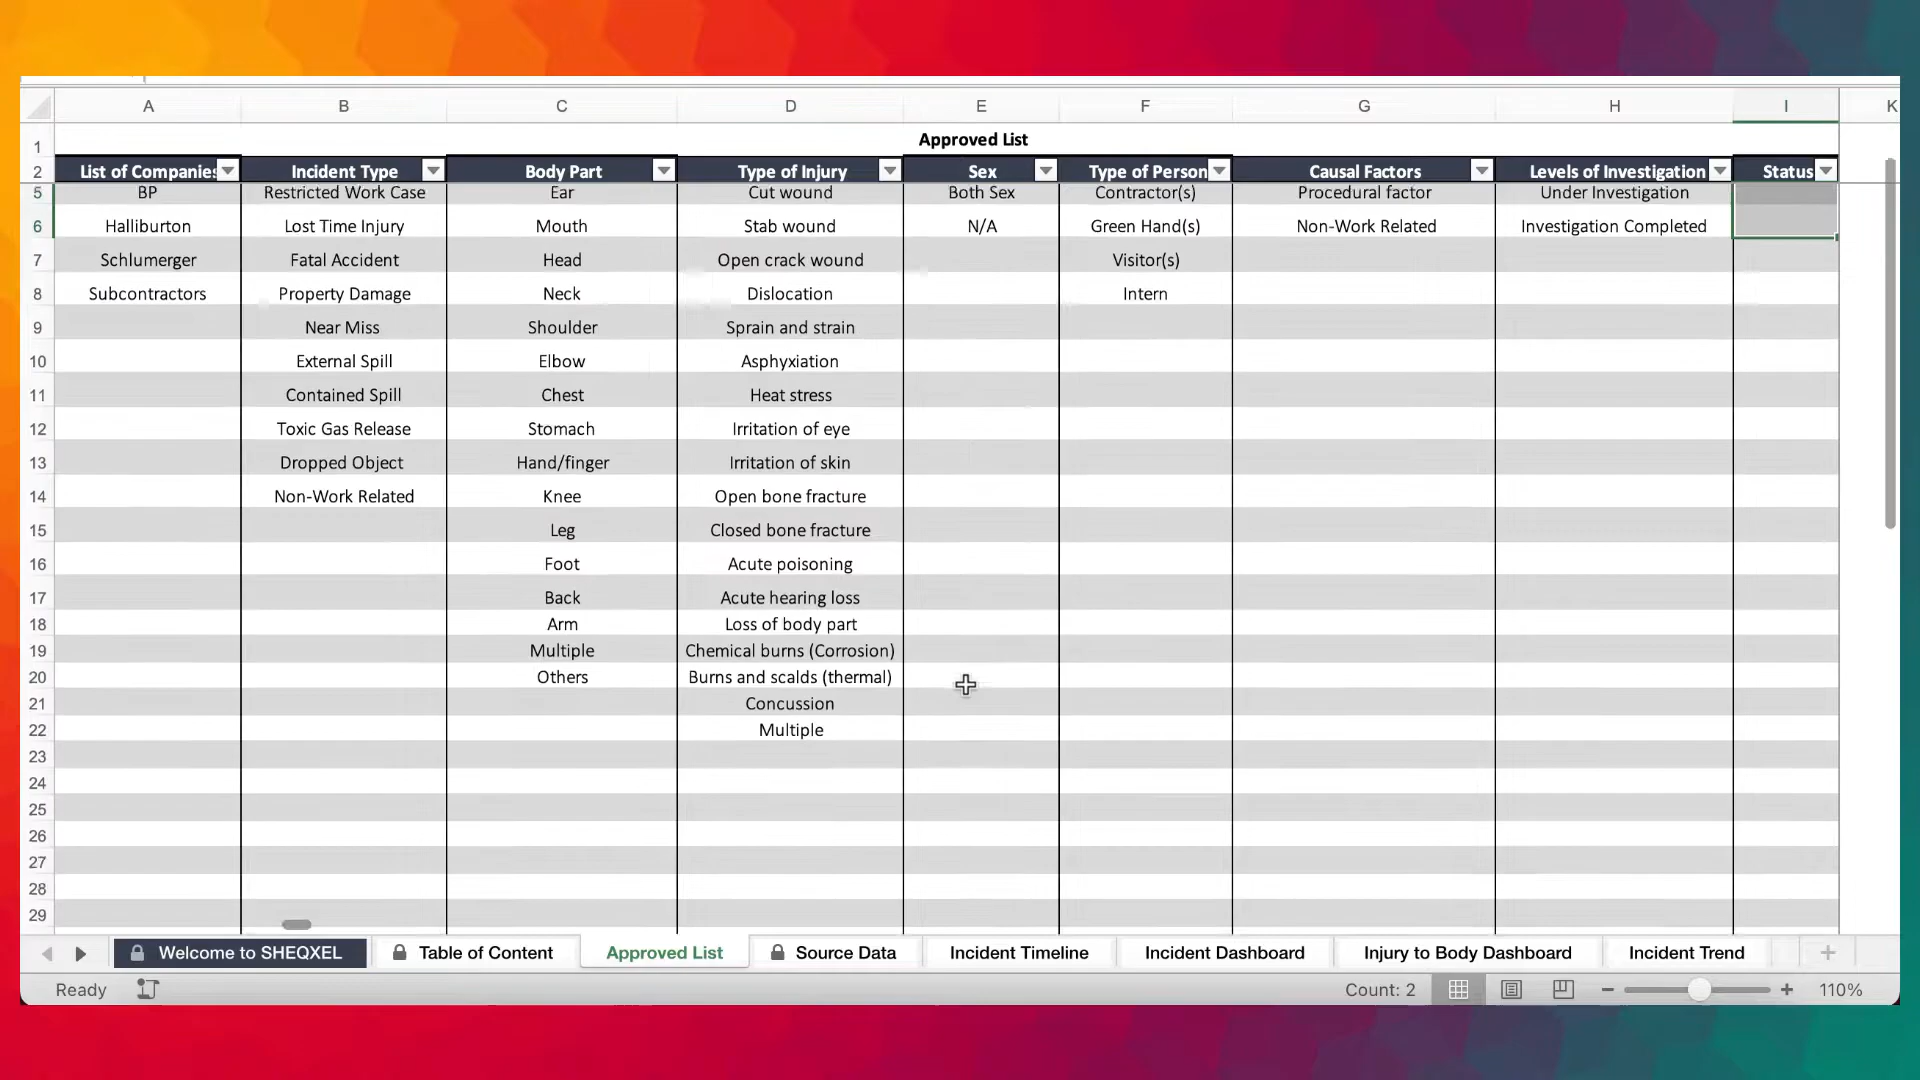 A B C D E F G H I K
1 Approved List
2 List of Companies Incident Type Body Part Type of Injury Sex Type of Person Causal Factors Levels of Investigation Status
5 BP Restricted Work Case Ear Cut wound Both Sex Contractor(s) Procedural factor Under Investigation
6 Halliburton Lost Time Injury Mouth Stab wound N/A Green Hand(s) Non-Work Related Investigation Completed
7 Schlumerger Fatal Accident Head Open crack wound Visitor(s)
8 Subcontractors Property Damage Neck Dislocation Intern
9 Near Miss Shoulder Sprain and strain
10 External Spill Elbow Asphyxiation
11 Contained Spill Chest Heat stress
12 Toxic Gas Release Stomach Irritation of eye
13 Dropped Object Hand/finger Irritation of skin
14 Non-Work Related Knee Open bone fracture
15 Leg Closed bone fracture
16 Foot Acute poisoning
17 Back Acute hearing loss
18 Arm Loss of body part
19 Multiple Chemical burns (Corrosion)
20 Others Burns and scalds (thermal)
21 Concussion
22 Multiple
23
24
25
26
27
28
29
Welcome to SHEQXEL Table of Content Approved List Source Data Incident Timeline Incident Dashboard Injury to Body Dashboard Incident Trend
Ready Count: 2 110%